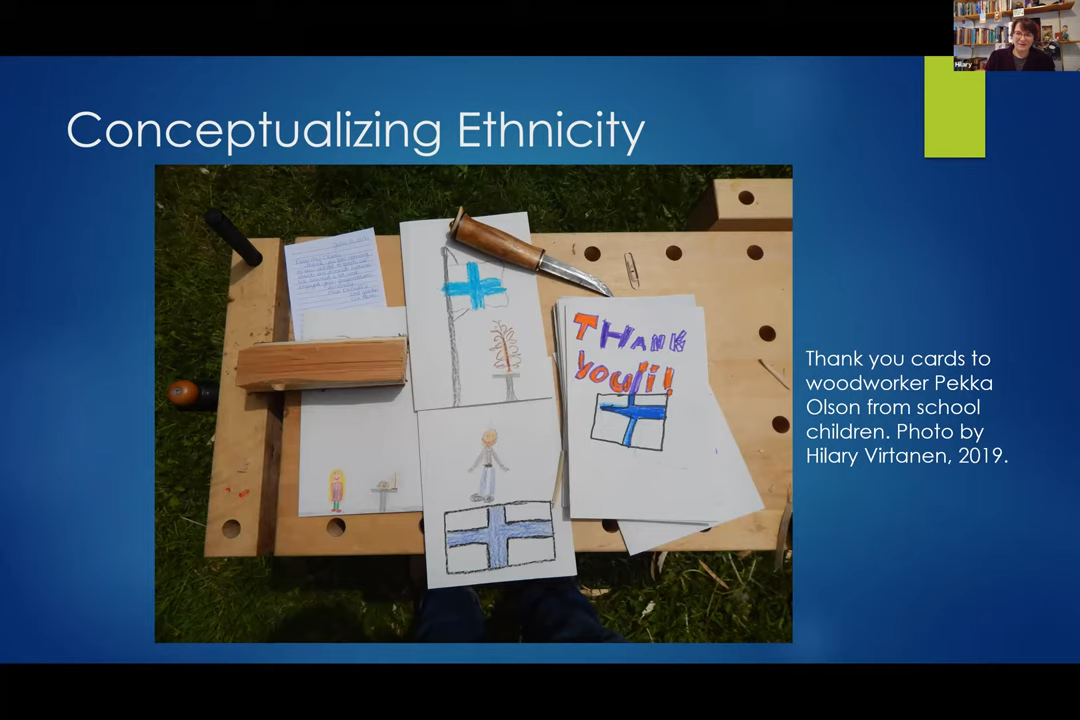 Hilary
Conceptualizing Ethnicity
THANK
YOU!!!
Thank you cards to
woodworker Pekka
Olson from school
children. Photo by
Hilary Virtanen, 2019.